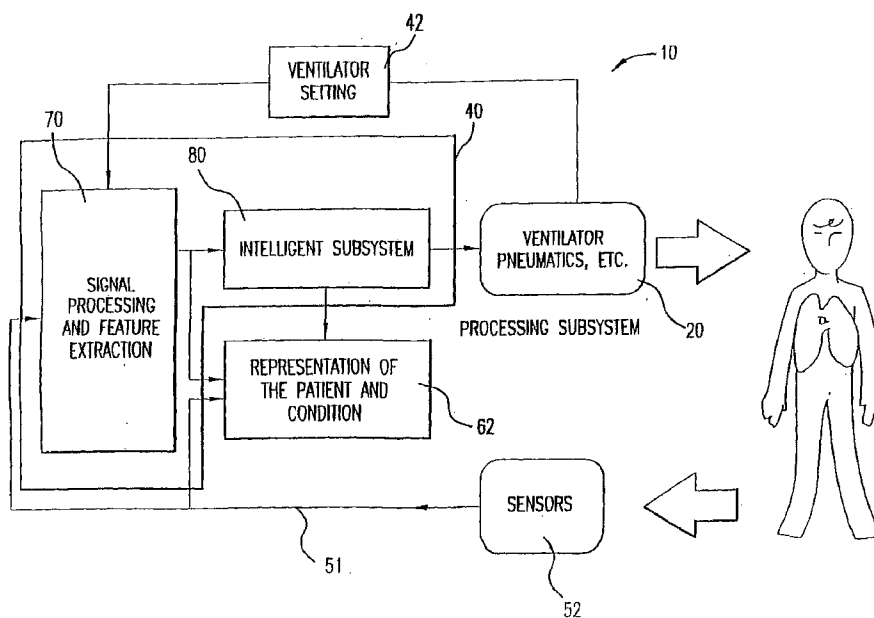 42
10
VENTILATOR
SETTING
70
40
80
INTELLIGENT SUBSYSTEM
VENTILATOR
PNEUMATICS, ETC.
SIGNAL
PROCESSING
AND FEATURE
EXTRACTION
PROCESSING SUBSYSTEM
20
REPRESENTATION OF
THE PATIENT AND
CONDITION
62
SENSORS
51
52